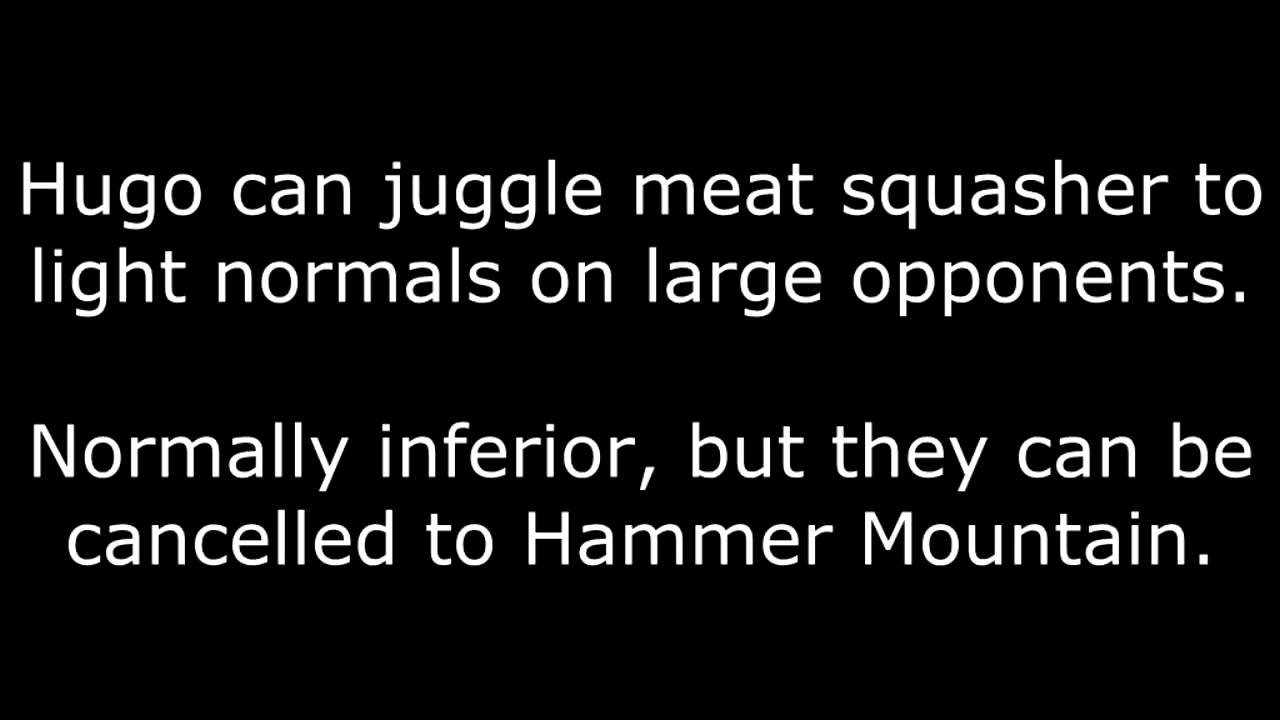 Hugo can juggle meat squasher to
light normals on large opponents.
Normally inferior, but they can be
cancelled to Hammer Mountain.